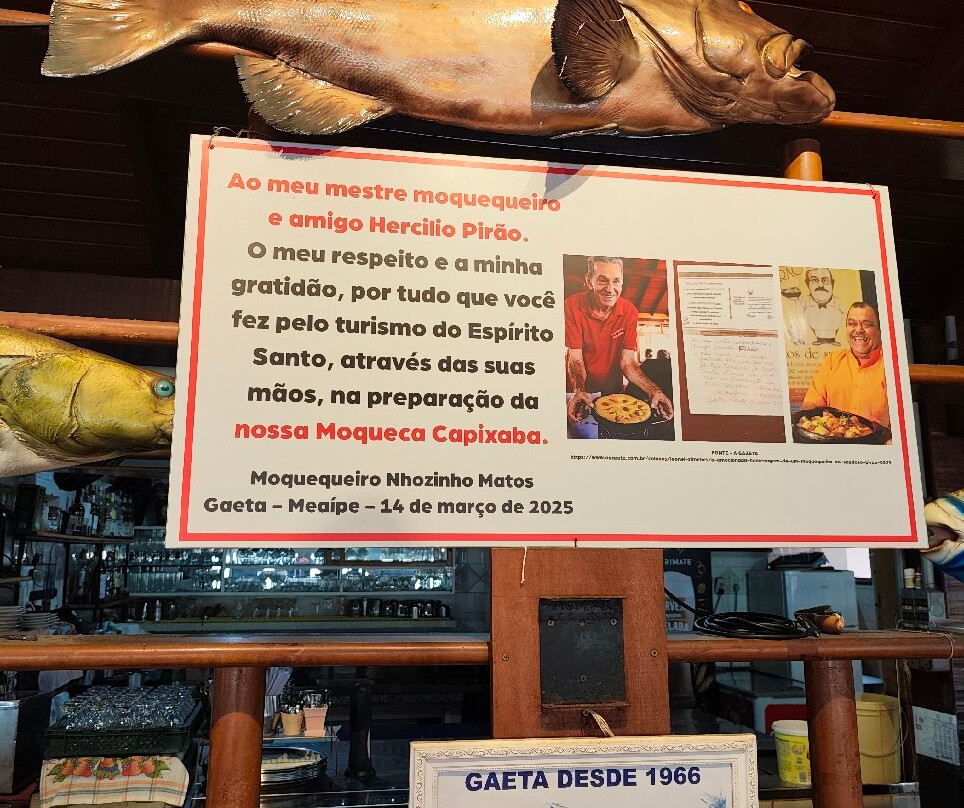 Ao meu mestre moquequeiro
e amigo Hercilio Pirão.
O meu respeito e a minha
gratidão, por tudo que você
fez pelo turismo do Espírito
Santo, através das suas
mãos, na preparação da
nossa Moqueca Capixaba.
Moquequeiro Nhozinho Matos
Gaeta – Meaípe – 14 de março de 2025
FONTE - A GAZETA
GAETA DESDE 1966